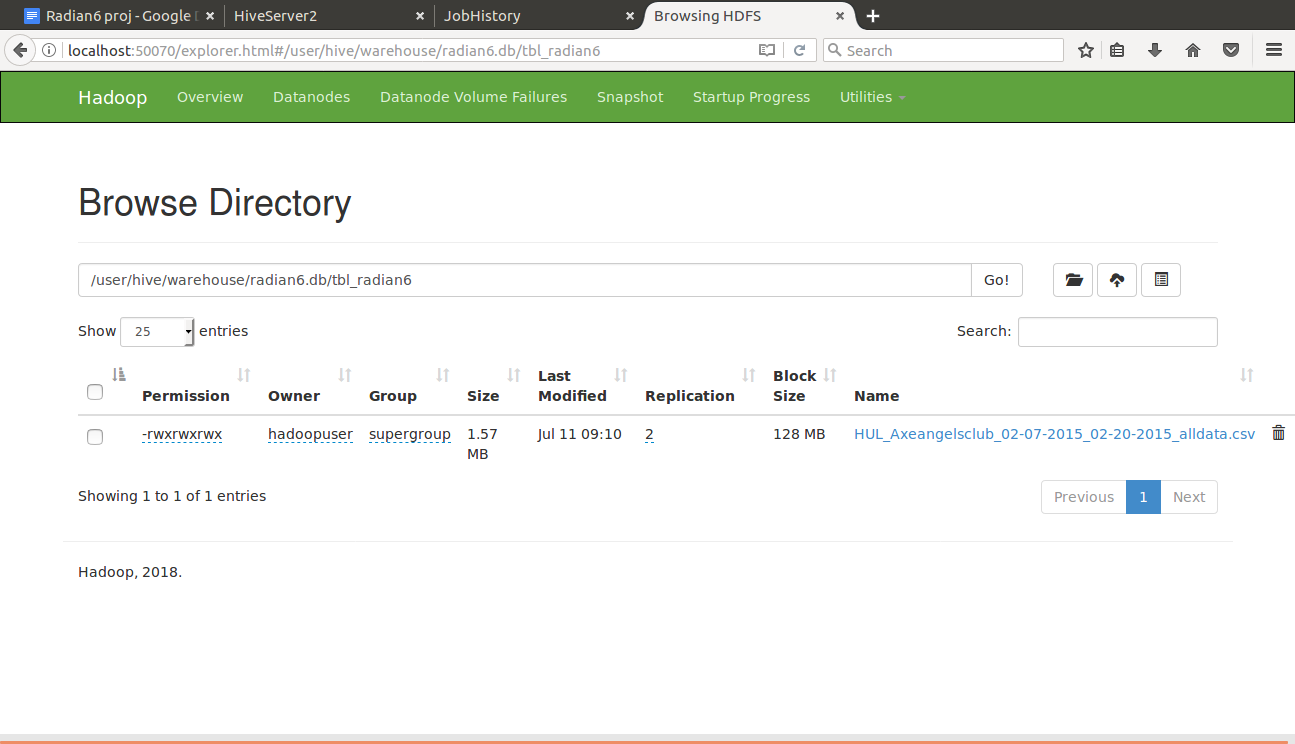 Radian6 proj - Google D HiveServer2 JobHistory Browsing HDFS
localhost:50070/explorer.html#/user/hive/warehouse/radian6.db/tbl_radian6 Search
Hadoop Overview Datanodes Datanode Volume Failures Snapshot Startup Progress Utilities
Browse Directory
/user/hive/warehouse/radian6.db/tbl_radian6 Go!
Show 25 entries Search:
Permission Owner Group Size Last Modified Replication Block Size Name
-rwxrwxrwx hadoopuser supergroup 1.57 MB Jul 11 09:10 2 128 MB HUL_Axeangelsclub_02-07-2015_02-20-2015_alldata.csv
Showing 1 to 1 of 1 entries Previous 1 Next
Hadoop, 2018.